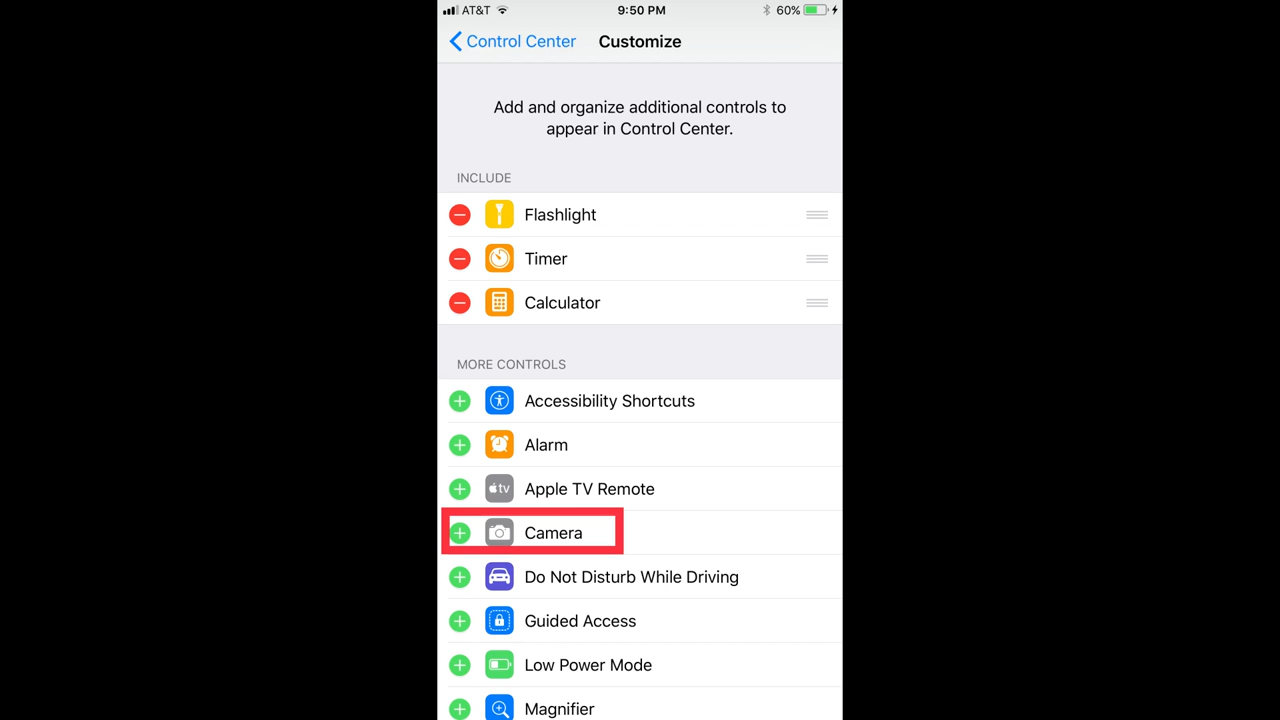 AT&T 9:50 PM 60%
Control Center Customize
Add and organize additional controls to
appear in Control Center.
INCLUDE
Flashlight
Timer
Calculator
MORE CONTROLS
Accessibility Shortcuts
Alarm
tv Apple TV Remote
Camera
Do Not Disturb While Driving
Guided Access
Low Power Mode
Magnifier